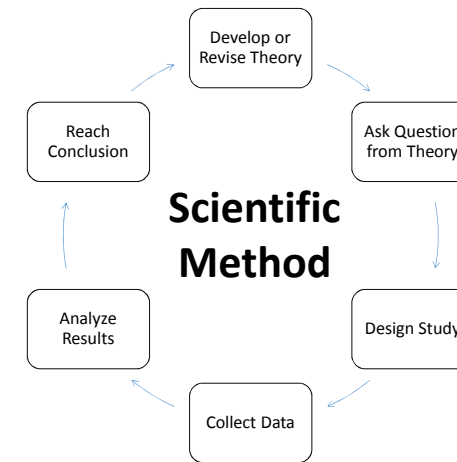 Develop or
Revise Theory
Ask Question
from Theory
Design Study
Collect Data
Analyze
Results
Reach
Conclusion
Scientific
Method